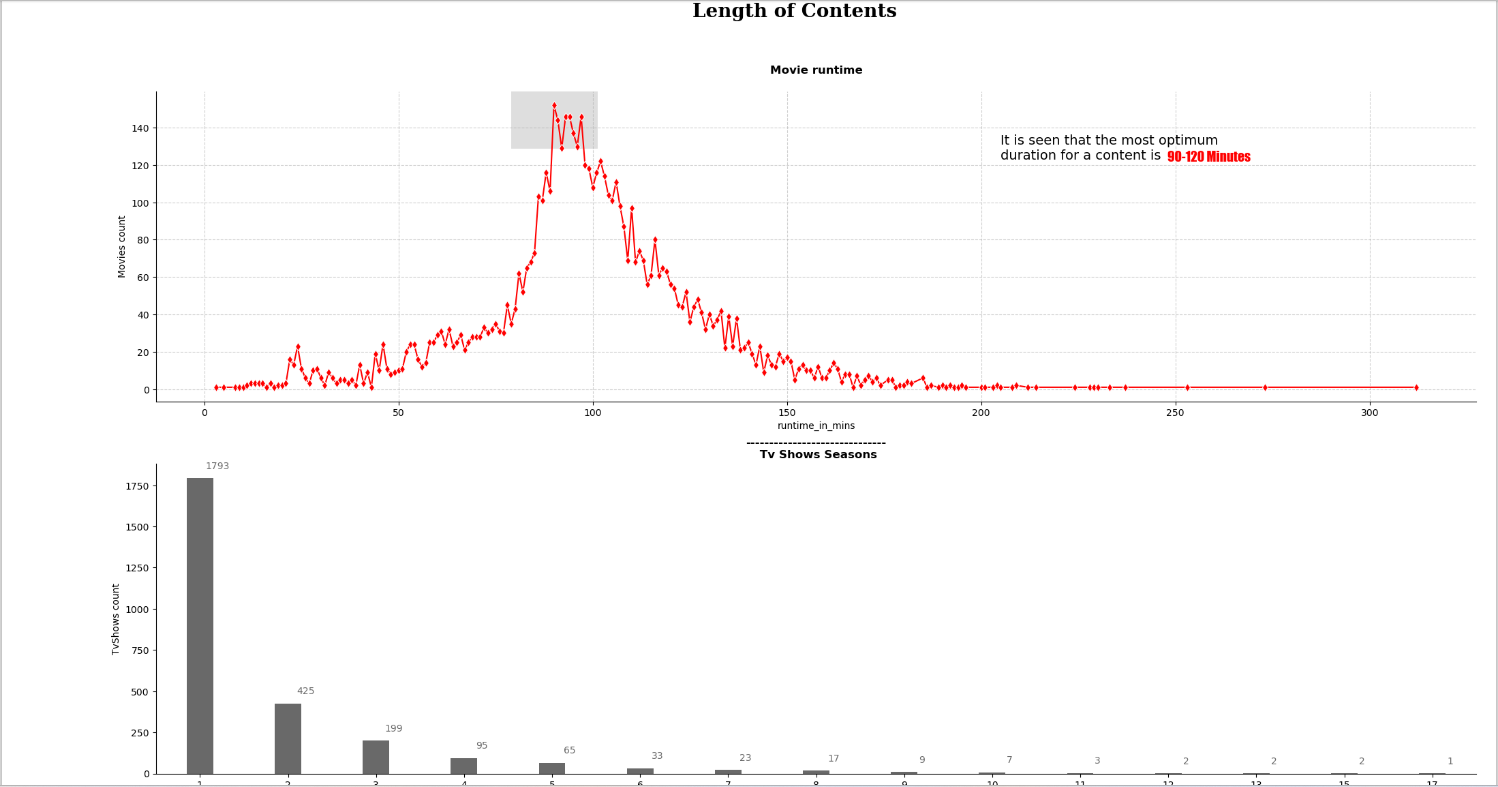 Length of Contents
Movie runtime
140
120
100
80
60
40
20
0
Movies count
It is seen that the most optimum
duration for a content is 90-120 Minutes
0 50 100 150 200 250 300
runtime_in_mins
------------------------------
Tv Shows Seasons
1750
1500
1250
1000
750
500
250
0
TvShows count
1793 425 199 95 65 33 23 17 9 7 3 2 2 2 1
1 2 3 4 5 6 7 8 9 10 11 12 13 15 17